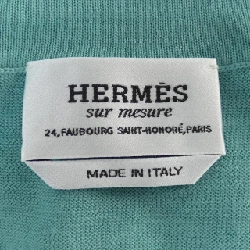 HERMÈS
sur mesure
24, FAUBOURG SAINT-HONORÉ, PARIS
MADE IN ITALY